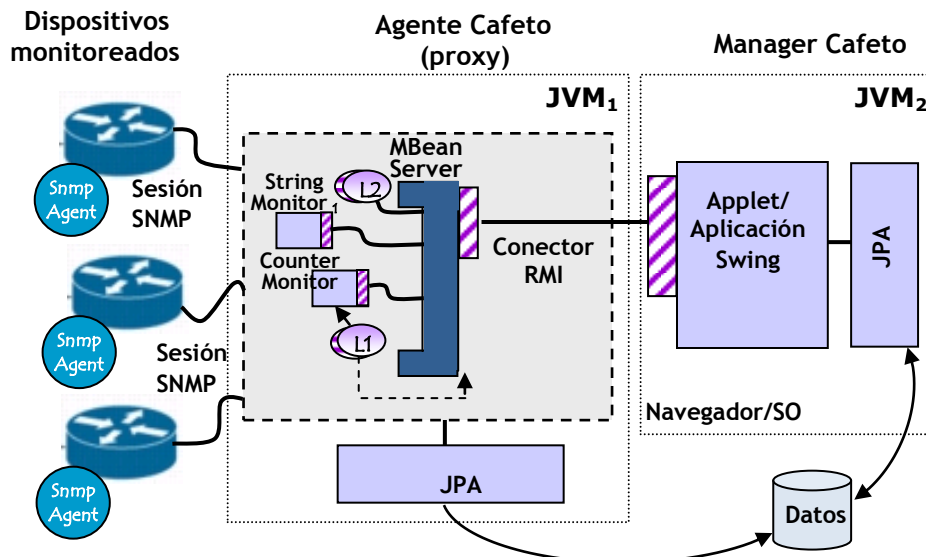 Dispositivos
monitoreados
Agente Cafeto
(proxy)
Manager Cafeto
JVM1
JVM2
Snmp
Agent
Sesión
SNMP
Snmp
Agent
Sesión
SNMP
Snmp
Agent
MBean
Server
L2
String
Monitor 1
Counter
Monitor
L1
Conector
RMI
JPA
Applet/
Aplicación
Swing
JPA
Navegador/SO
Datos